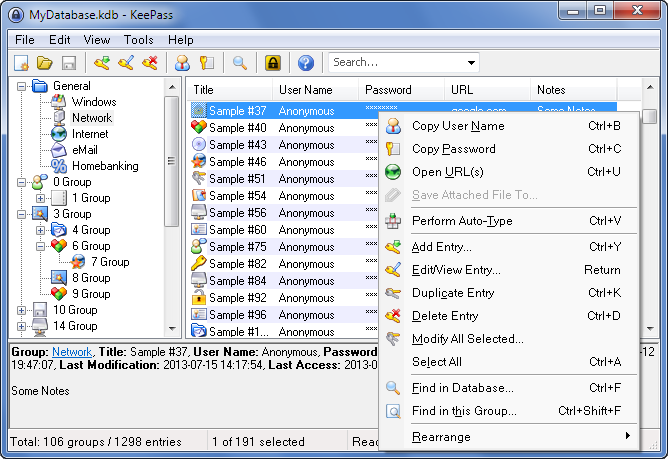 MyDatabase.kdb - KeePass
File Edit View Tools Help
Search...
General
Windows
Network
Internet
eMail
Homebanking
0 Group
1 Group
3 Group
4 Group
6 Group
7 Group
8 Group
9 Group
10 Group
14 Group
Title User Name Password URL Notes
Sample #37 Anonymous ******** google.com Some Notes
Sample #40 Anonymous
Sample #43 Anonymous
Sample #46 Anonymous
Sample #51 Anonymous
Sample #54 Anonymous
Sample #56 Anonymous
Sample #60 Anonymous
Sample #75 Anonymous
Sample #82 Anonymous
Sample #84 Anonymous
Sample #92 Anonymous
Sample #96 Anonymous
Sample #1... Anonymous
Copy User Name Ctrl+B
Copy Password Ctrl+C
Open URL(s) Ctrl+U
Save Attached File To...
Perform Auto-Type Ctrl+V
Add Entry... Ctrl+Y
Edit/View Entry... Return
Duplicate Entry Ctrl+K
Delete Entry Ctrl+D
Modify All Selected...
Select All Ctrl+A
Find in Database... Ctrl+F
Find in this Group... Ctrl+Shift+F
Rearrange
Group: Network, Title: Sample #37, User Name: Anonymous, Password -12
19:47:07, Last Modification: 2013-07-15 14:17:54, Last Access: 2013-0
Some Notes
Total: 106 groups / 1298 entries 1 of 191 selected